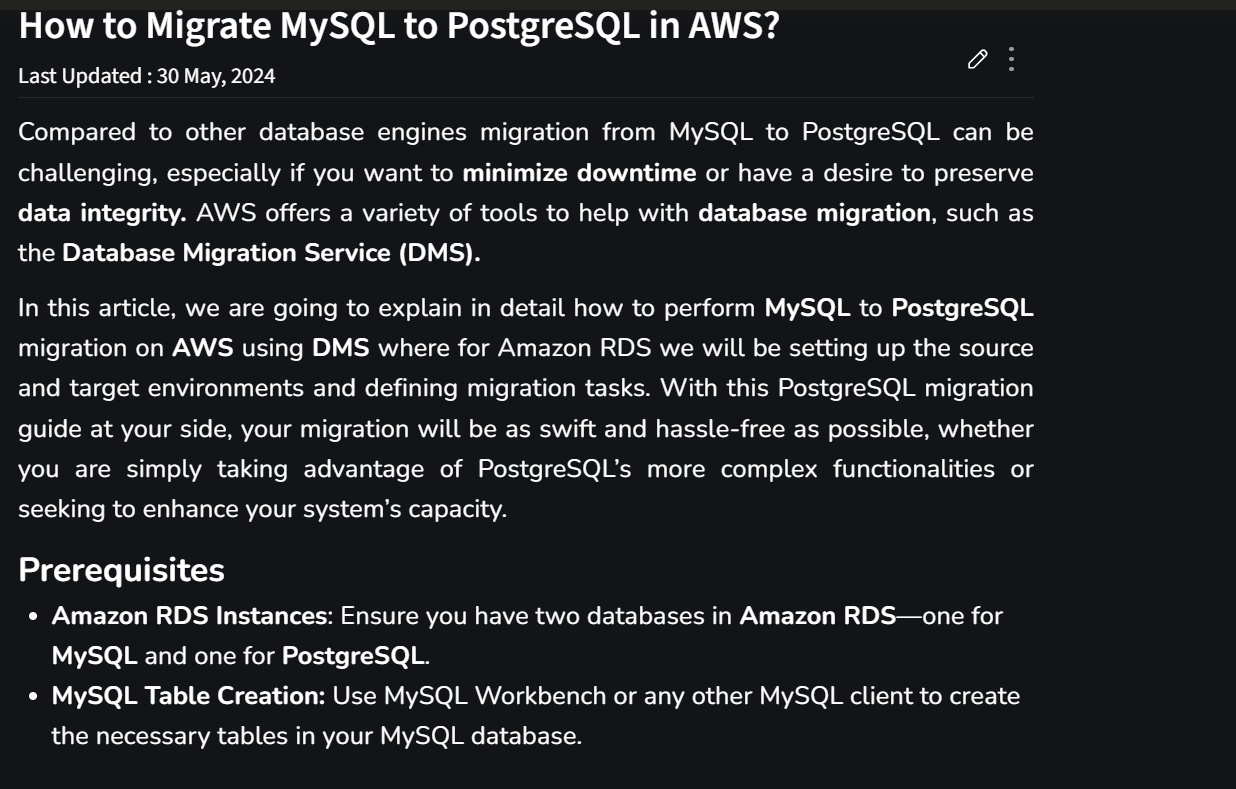 How to Migrate MySQL to PostgreSQL in AWS?
Last Updated : 30 May, 2024
Compared to other database engines migration from MySQL to PostgreSQL can be
challenging, especially if you want to minimize downtime or have a desire to preserve
data integrity. AWS offers a variety of tools to help with database migration, such as
the Database Migration Service (DMS).
In this article, we are going to explain in detail how to perform MySQL to PostgreSQL
migration on AWS using DMS where for Amazon RDS we will be setting up the source
and target environments and defining migration tasks. With this PostgreSQL migration
guide at your side, your migration will be as swift and hassle-free as possible, whether
you are simply taking advantage of PostgreSQL’s more complex functionalities or
seeking to enhance your system’s capacity.
Prerequisites
• Amazon RDS Instances: Ensure you have two databases in Amazon RDS—one for
MySQL and one for PostgreSQL.
• MySQL Table Creation: Use MySQL Workbench or any other MySQL client to create
the necessary tables in your MySQL database.